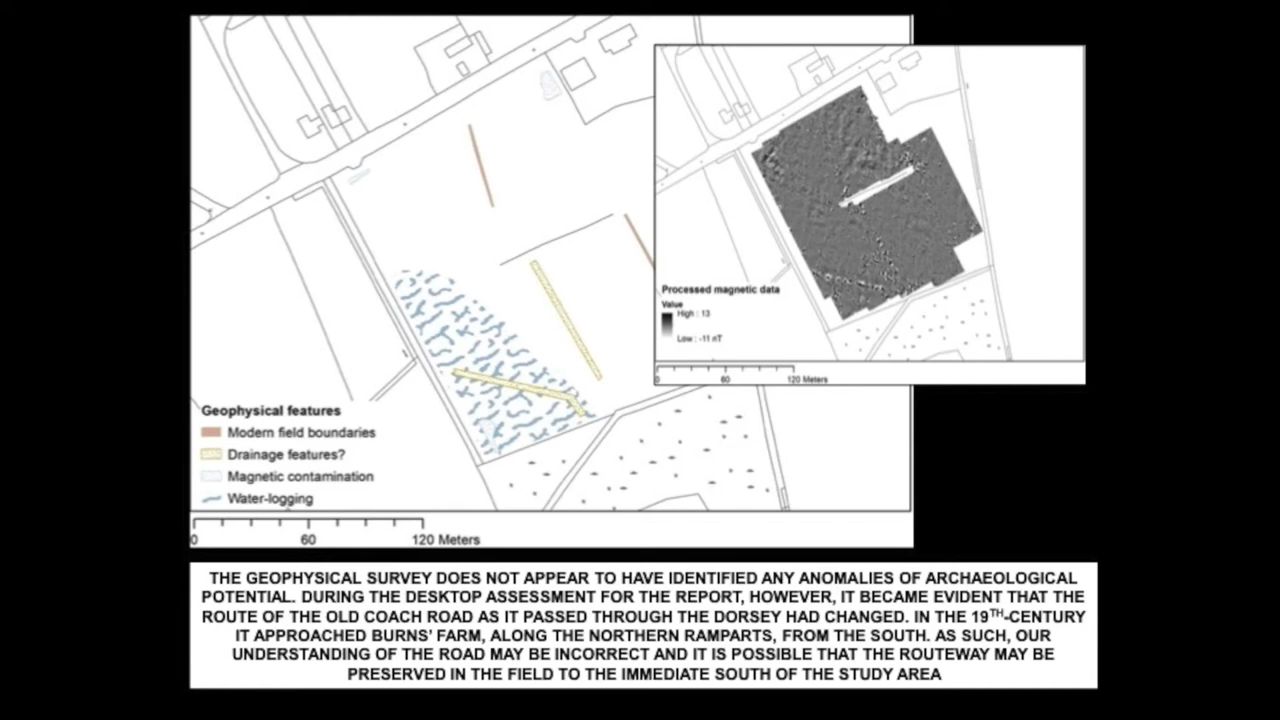 Processed magnetic data
Value
High : 13
Low : -11 nT
0 60 120 Meters
Geophysical features
Modern field boundaries
Drainage features?
Magnetic contamination
Water-logging
0 60 120 Meters
THE GEOPHYSICAL SURVEY DOES NOT APPEAR TO HAVE IDENTIFIED ANY ANOMALIES OF ARCHAEOLOGICAL
POTENTIAL. DURING THE DESKTOP ASSESSMENT FOR THE REPORT, HOWEVER, IT BECAME EVIDENT THAT THE
ROUTE OF THE OLD COACH ROAD AS IT PASSED THROUGH THE DORSEY HAD CHANGED. IN THE 19TH-CENTURY
IT APPROACHED BURNS’ FARM, ALONG THE NORTHERN RAMPARTS, FROM THE SOUTH. AS SUCH, OUR
UNDERSTANDING OF THE ROAD MAY BE INCORRECT AND IT IS POSSIBLE THAT THE ROUTEWAY MAY BE
PRESERVED IN THE FIELD TO THE IMMEDIATE SOUTH OF THE STUDY AREA